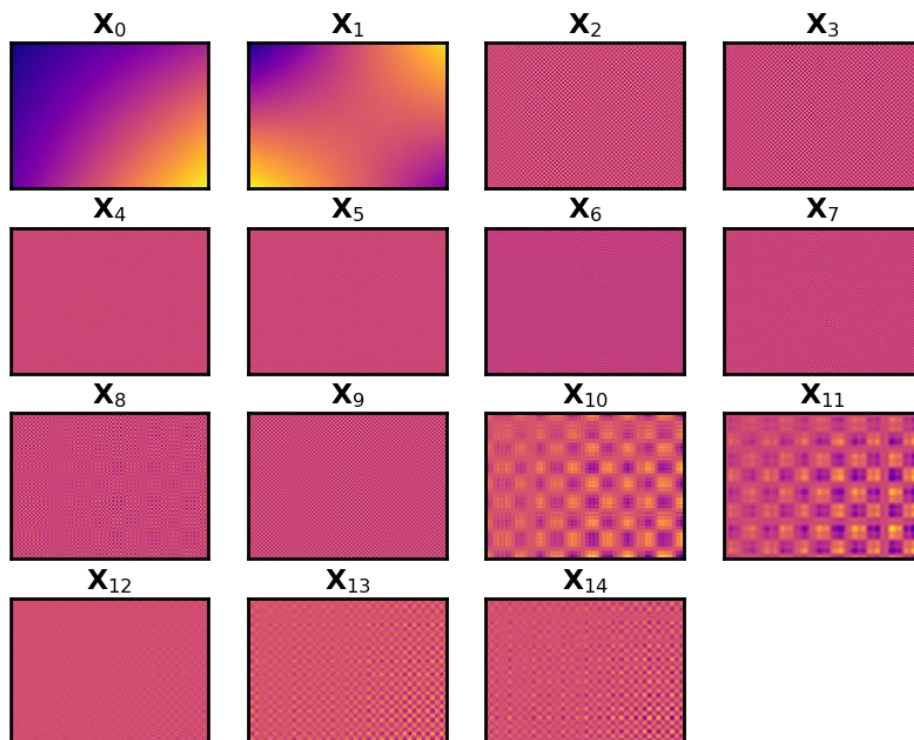 X₀ X₁ X₂ X₃
X₄ X₅ X₆ X₇
X₈ X₉ X₁₀ X₁₁
X₁₂ X₁₃ X₁₄